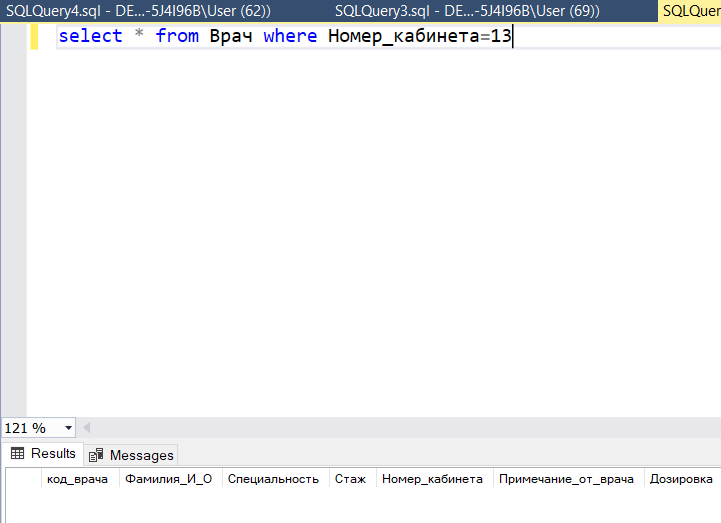 SQLQuery4.sql - DE...-5J4I96B\User (62)) SQLQuery3.sql - DE...-5J4I96B\User (69)) SQLQuer
select * from Врач where Номер_кабинета=13
121 %
Results Messages
код_врача Фамилия_И_О Специальность Стаж Номер_кабинета Примечание_от_врача Дозировка